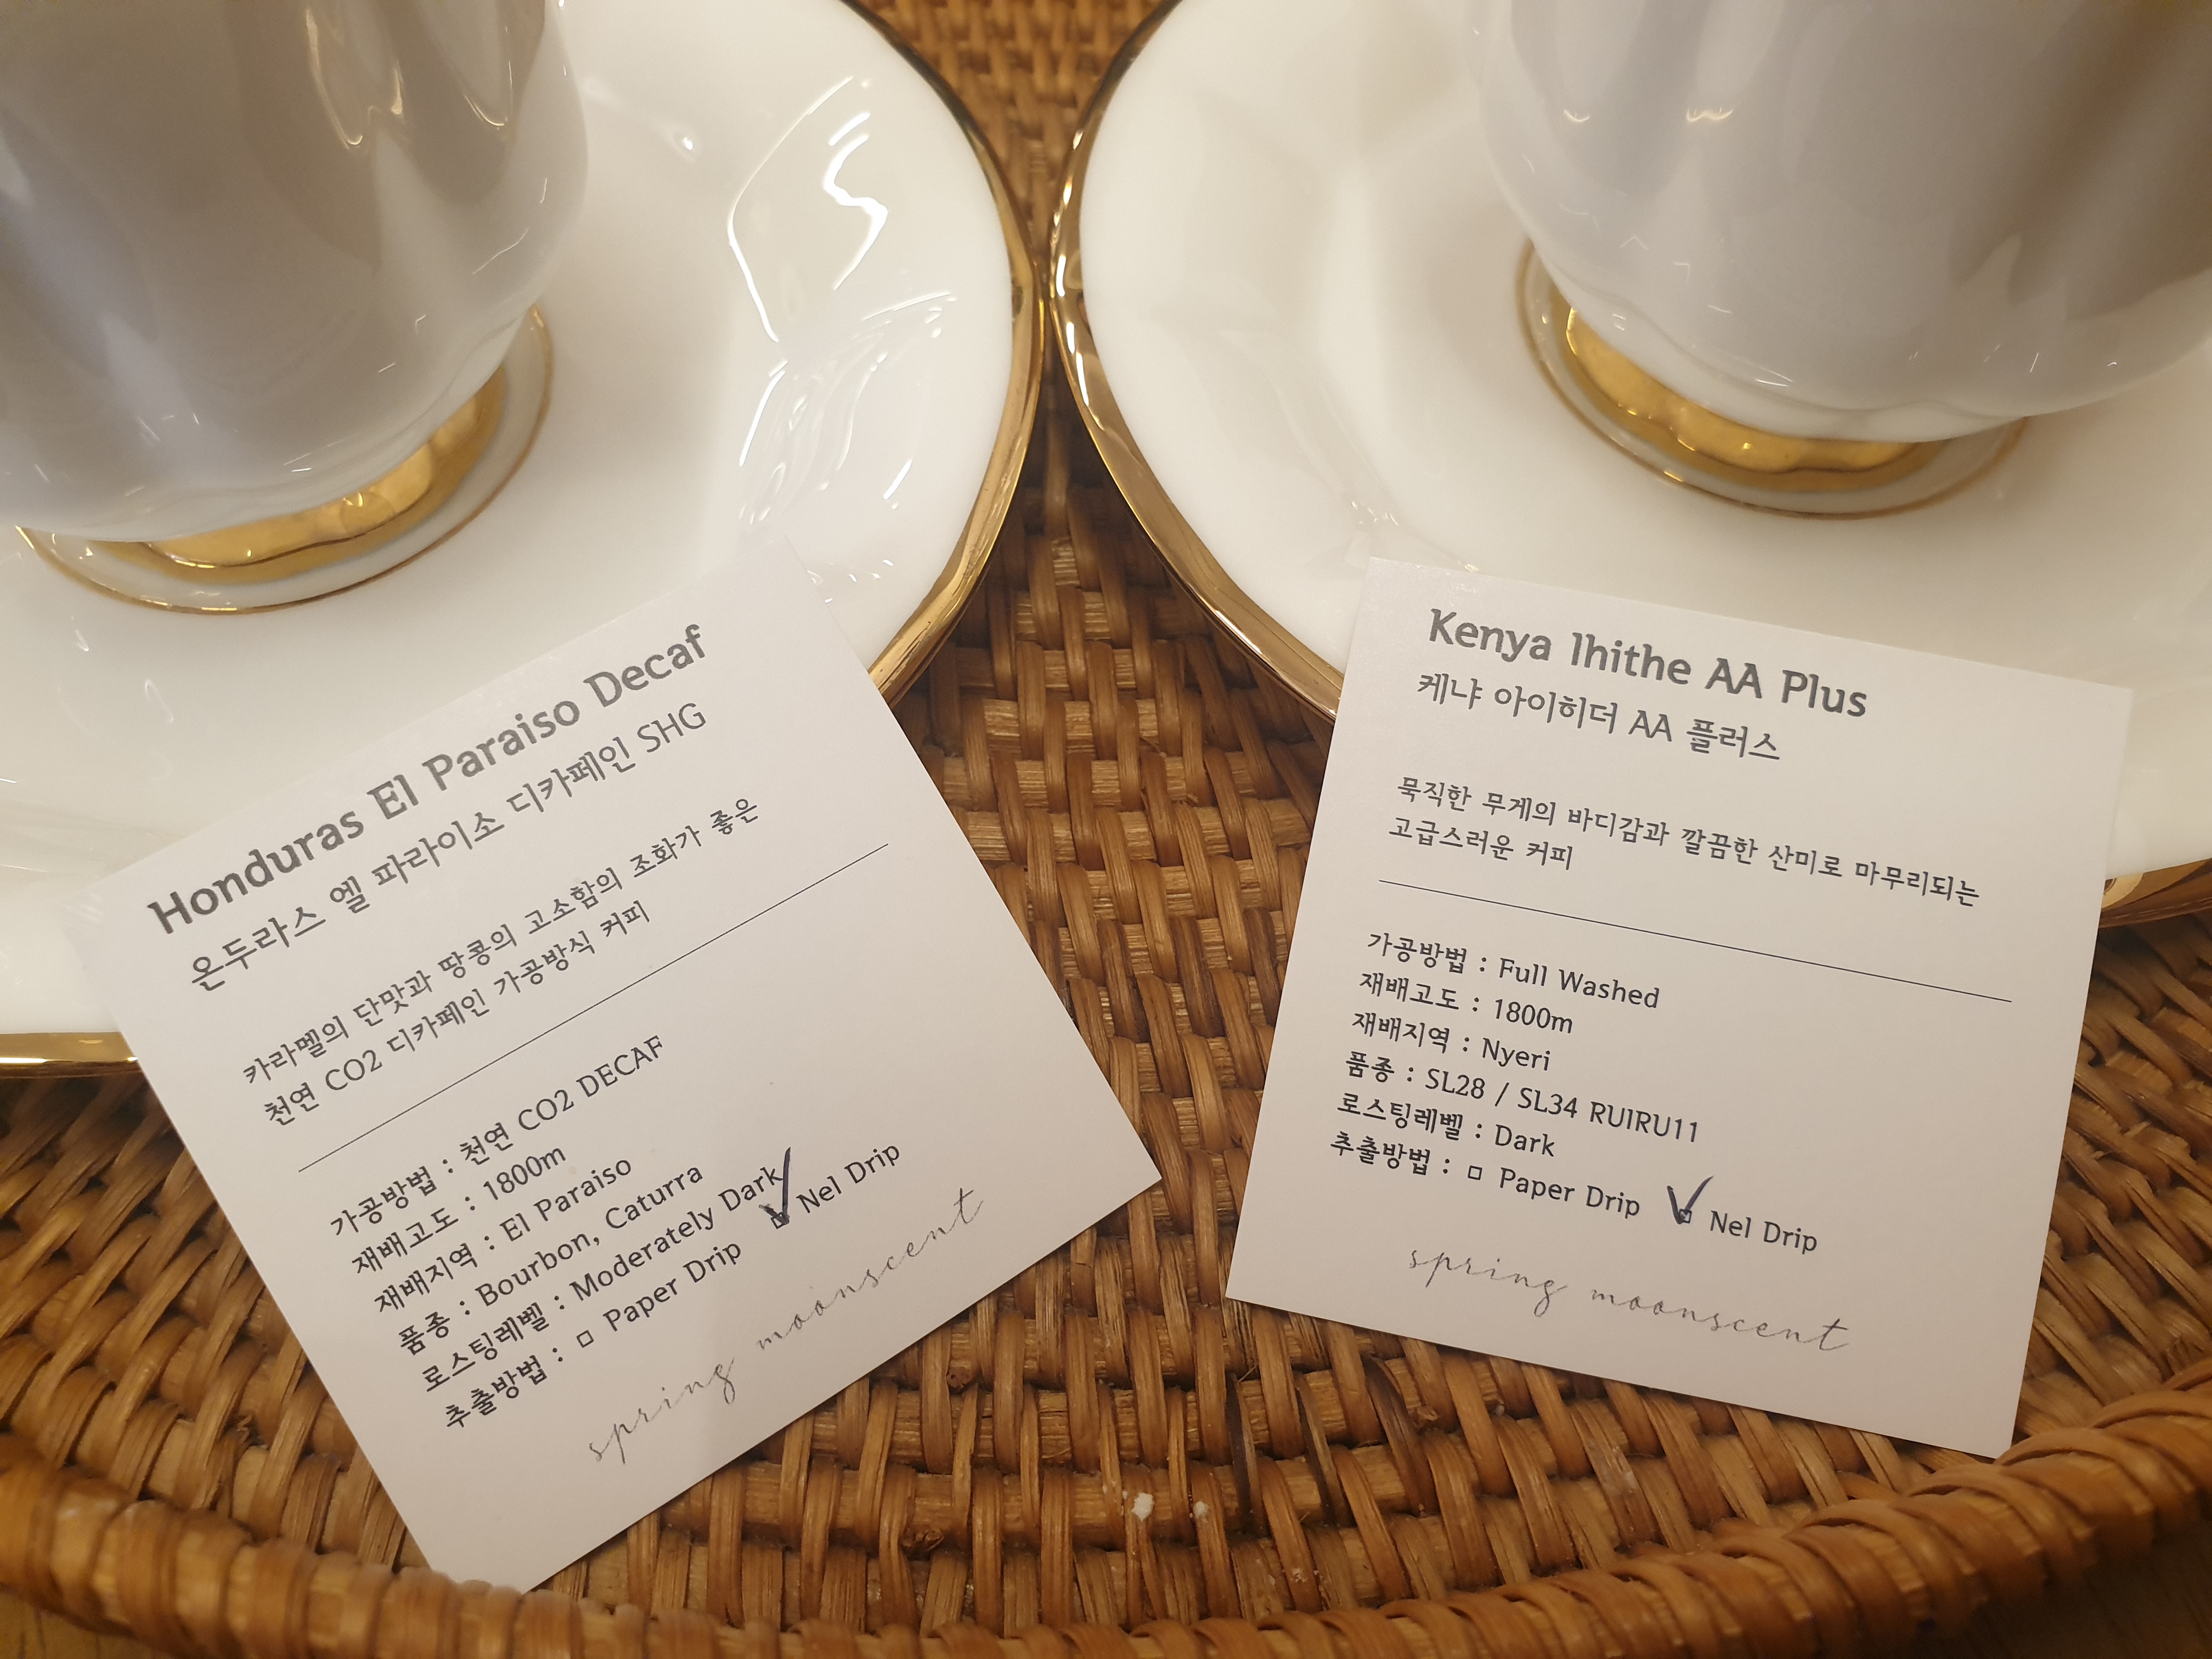 Honduras El Paraiso Decaf
온두라스 엘 파라이소 디카페인 SHG
카라멜의 단맛과 땅콩의 고소함의 조화가 좋은
천연 CO2 디카페인 가공방식 커피
가공방법 : 천연 CO2 DECAF
재배고도 : 1800m
재배지역 : El Paraiso
품종 : Bourbon, Caturra
로스팅레벨 : Moderately Dark
추출방법 : □ Paper Drip ☑ Nel Drip
spring moonscent
Kenya Ihithe AA Plus
케냐 아이히더 AA 플러스
묵직한 무게의 바디감과 깔끔한 산미로 마무리되는
고급스러운 커피
가공방법 : Full Washed
재배고도 : 1800m
재배지역 : Nyeri
품종 : SL28 / SL34 RUIRU11
로스팅레벨 : Dark
추출방법 : □ Paper Drip ☑ Nel Drip
spring moonscent